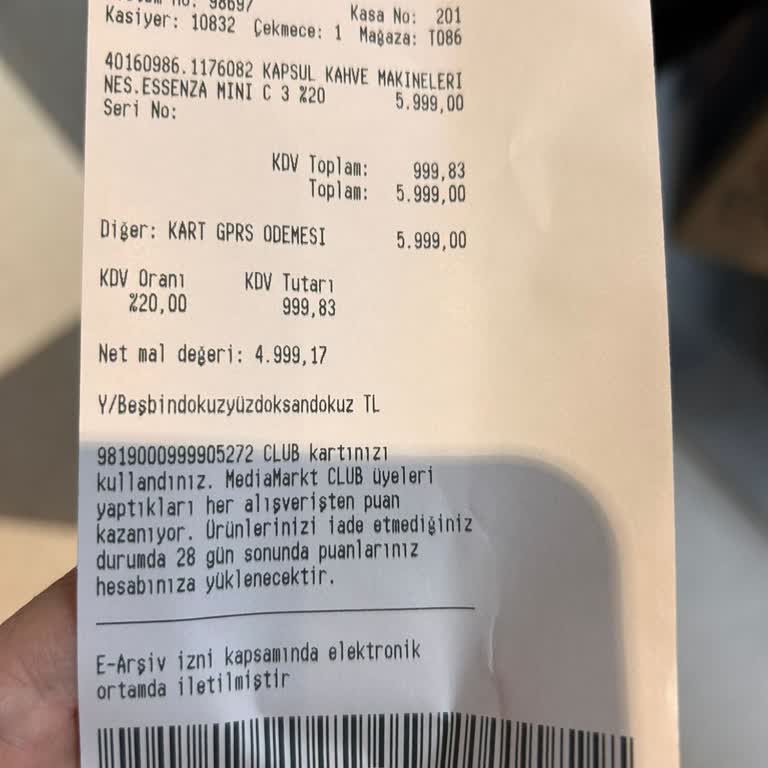 No: 98697
Kasa No: 201
Kasiyer: 10832 Çekmece: 1 Mağaza: T086
40160986.1176082 KAPSUL KAHVE MAKINELERI
NES.ESSENZA MINI C 3 %20 5.999,00
Seri No:
KDV Toplam: 999,83
Toplam: 5.999,00
Diğer: KART GPRS ODEMESI 5.999,00
KDV Oranı KDV Tutarı
%20,00 999,83
Net mal değeri: 4.999,17
Y/Beşbindokuzyüzdoksandokuz TL
9819000999905272 CLUB kartınızı
kullandınız. MediaMarkt CLUB üyeleri
yaptıkları her alışverişten puan
kazanıyor. Ürünlerinizi iade etmediğiniz
durumda 28 gün sonunda puanlarınız
hesabınıza yüklenecektir.
E-Arşiv izni kapsamında elektronik
ortamda iletilmiştir